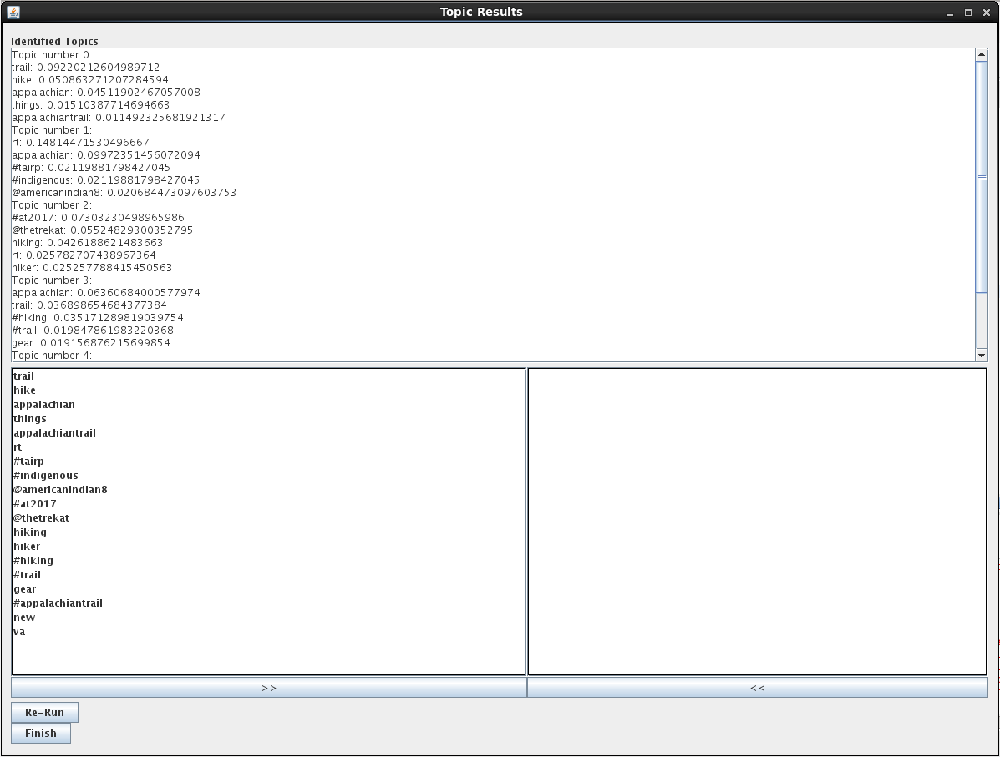 Topic Results
Identified Topics
Topic number 0:
trail: 0.09220212604989712
hike: 0.050863271207284594
appalachian: 0.04511902467057008
things: 0.01510387714694663
appalachiantrail: 0.011492325681921317
Topic number 1:
rt: 0.14814471530496667
appalachian: 0.09972351456072094
#tairp: 0.02119881798427045
#indigenous: 0.02119881798427045
@americanindian8: 0.020684473097603753
Topic number 2:
#at2017: 0.07303230498965986
@thetrekat: 0.05524829300352795
hiking: 0.0426188621483663
rt: 0.025782707438967364
hiker: 0.025257788415450563
Topic number 3:
appalachian: 0.06360684000577974
trail: 0.036898654684377384
#hiking: 0.035171289819039754
#trail: 0.019847861983220368
gear: 0.019156876215699854
Topic number 4:
trail
hike
appalachian
things
appalachiantrail
rt
#tairp
#indigenous
@americanindian8
#at2017
@thetrekat
hiking
hiker
#hiking
#trail
gear
#appalachiantrail
new
va
>> <<
Re-Run
Finish